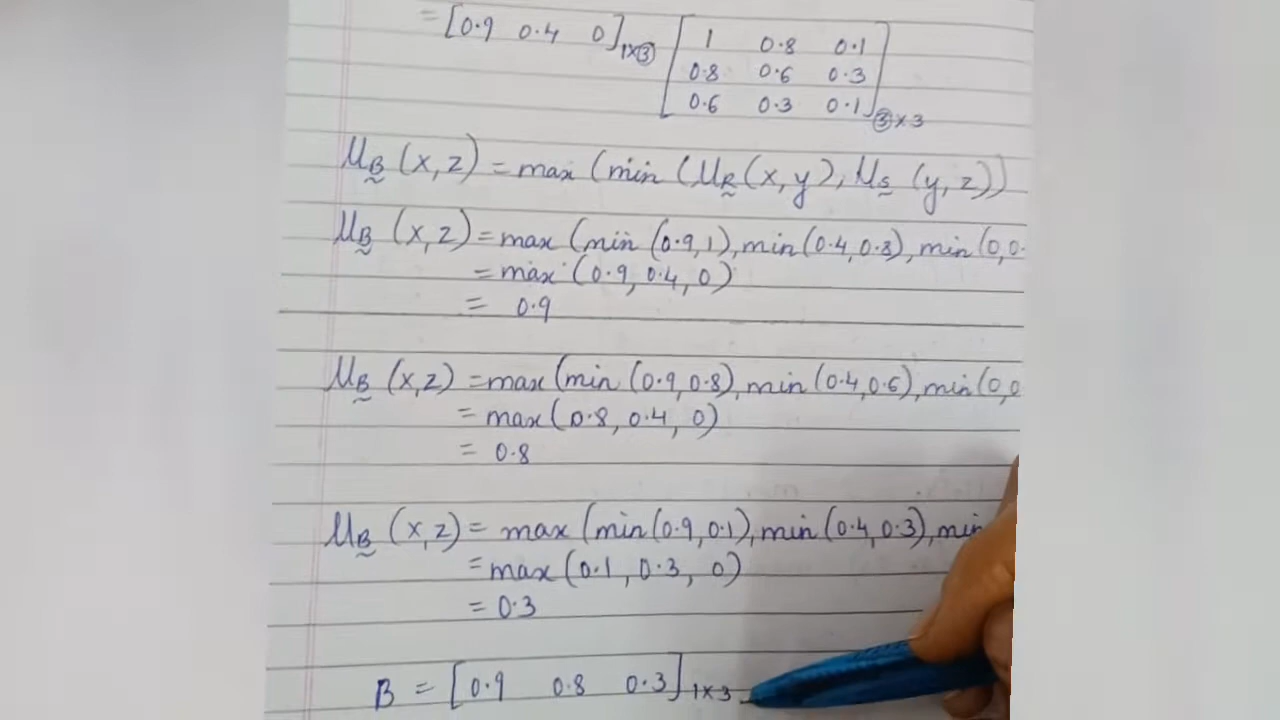 = [0.9 0.4 0]1×3 [1 0.8 0.1
0.8 0.6 0.3
0.6 0.3 0.1]3×3
μB̰ (x,z) = max (min (μR̰ (x,y), μS̰ (y,z))
μB̰ (x,z) = max (min (0.9,1), min(0.4,0.8), min (0,0.
= max (0.9, 0.4, 0)
= 0.9
μB̰ (x,z) = max (min (0.9,0.8), min (0.4,0.6), min (0,0
= max (0.8, 0.4, 0)
= 0.8
μB̰ (x,z) = max (min(0.9,0.1), min(0.4,0.3), min
= max (0.1, 0.3, 0)
= 0.3
B = [0.9 0.8 0.3]1×3